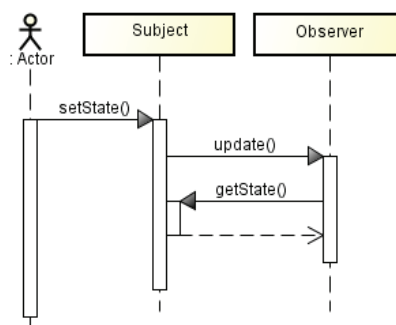 Subject
Observer
: Actor
setState()
update()
getState()